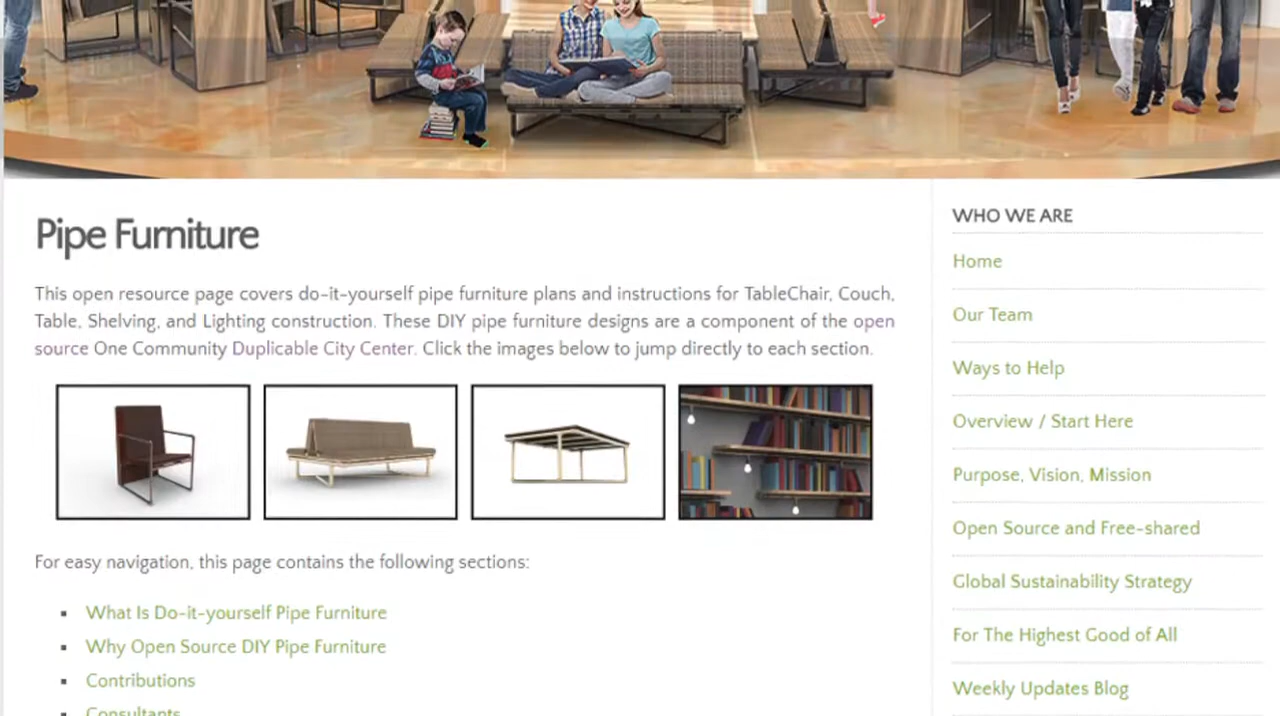 Pipe Furniture
This open resource page covers do-it-yourself pipe furniture plans and instructions for TableChair, Couch,
Table, Shelving, and Lighting construction. These DIY pipe furniture designs are a component of the open
source One Community Duplicable City Center. Click the images below to jump directly to each section.
For easy navigation, this page contains the following sections:
▪ What Is Do-it-yourself Pipe Furniture
▪ Why Open Source DIY Pipe Furniture
▪ Contributions
▪ Consultants
WHO WE ARE
Home
Our Team
Ways to Help
Overview / Start Here
Purpose, Vision, Mission
Open Source and Free-shared
Global Sustainability Strategy
For The Highest Good of All
Weekly Updates Blog